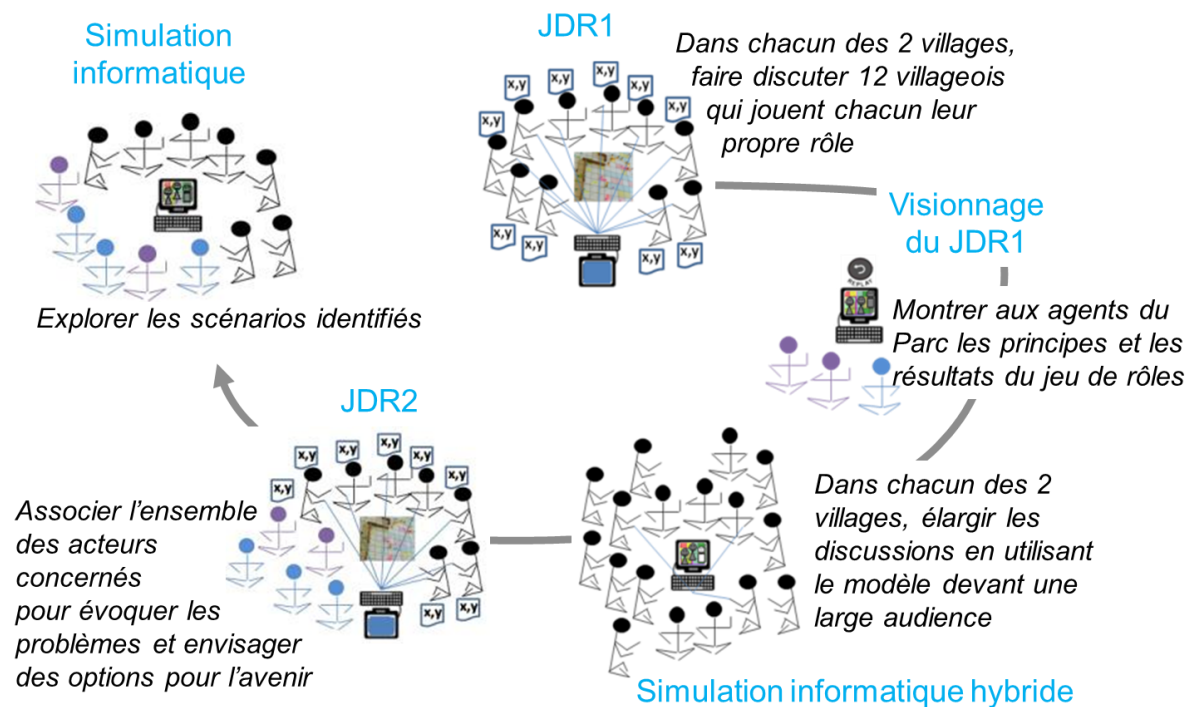 Simulation
informatique
Explorer les scénarios identifiés
JDR1
x,y
x,y
x,y
x,y
x,y
x,y
x,y
x,y
x,y
x,y
x,y
x,y
Dans chacun des 2 villages,
faire discuter 12 villageois
qui jouent chacun leur
propre rôle
Visionnage
du JDR1
REPLAY
Montrer aux agents du
Parc les principes et les
résultats du jeu de rôles
Dans chacun des 2
villages, élargir les
discussions en utilisant
le modèle devant une
large audience
Simulation informatique hybride
JDR2
x,y
x,y
x,y
x,y
x,y
x,y
x,y
x,y
x,y
Associer l’ensemble
des acteurs
concernés
pour évoquer les
problèmes et envisager
des options pour l’avenir